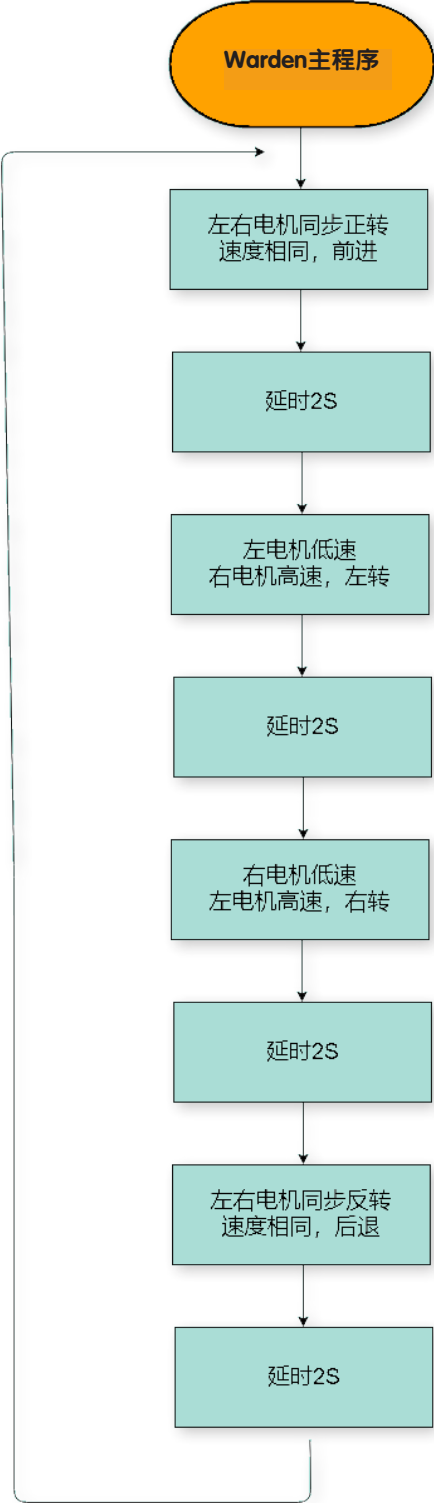 Warden主程序
左右电机同步正转
速度相同，前进
延时2S
左电机低速
右电机高速，左转
延时2S
右电机低速
左电机高速，右转
延时2S
左右电机同步反转
速度相同，后退
延时2S